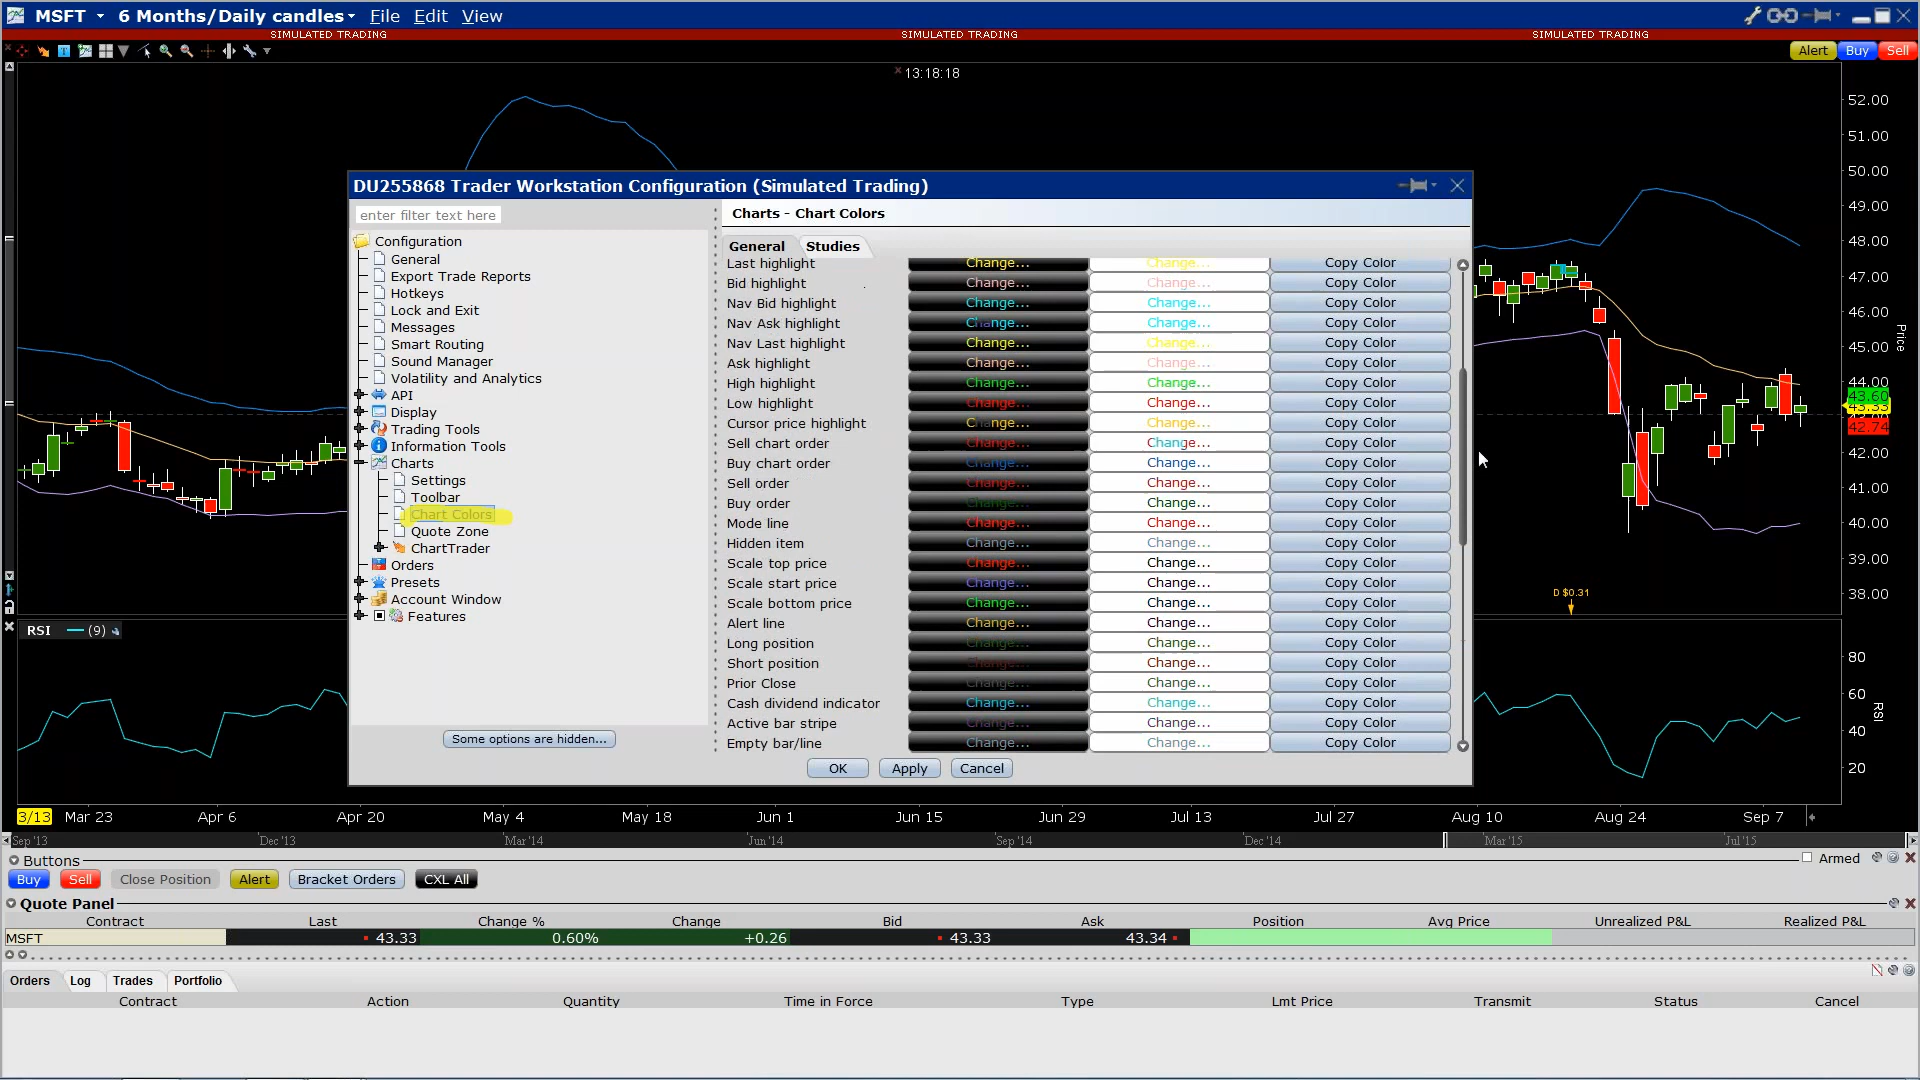 MSFT 6 Months/Daily candles File Edit View
SIMULATED TRADING SIMULATED TRADING SIMULATED TRADING
Alert Buy Sell
13:18:18
52.00
51.00
50.00
49.00
48.00
47.00
46.00
45.00
44.00
43.60
43.33
42.74
42.00
41.00
40.00
39.00
38.00
Price
D $0.31
DU255868 Trader Workstation Configuration (Simulated Trading)
enter filter text here
Configuration
General
Export Trade Reports
Hotkeys
Lock and Exit
Messages
Smart Routing
Sound Manager
Volatility and Analytics
API
Display
Trading Tools
Information Tools
Charts
Settings
Toolbar
Chart Colors
Quote Zone
ChartTrader
Orders
Presets
Account Window
Features
Some options are hidden...
Charts - Chart Colors
General Studies
Last highlight Change... Change... Copy Color
Bid highlight Change... Change... Copy Color
Nav Bid highlight Change... Change... Copy Color
Nav Ask highlight Change... Change... Copy Color
Nav Last highlight Change... Change... Copy Color
Ask highlight Change... Change... Copy Color
High highlight Change... Change... Copy Color
Low highlight Change... Change... Copy Color
Cursor price highlight Change... Change... Copy Color
Sell chart order Change... Change... Copy Color
Buy chart order Change... Change... Copy Color
Sell order Change... Change... Copy Color
Buy order Change... Change... Copy Color
Mode line Change... Change... Copy Color
Hidden item Change... Change... Copy Color
Scale top price Change... Change... Copy Color
Scale start price Change... Change... Copy Color
Scale bottom price Change... Change... Copy Color
Alert line Change... Change... Copy Color
Long position Change... Change... Copy Color
Short position Change... Change... Copy Color
Prior Close Change... Change... Copy Color
Cash dividend indicator Change... Change... Copy Color
Active bar stripe Change... Change... Copy Color
Empty bar/line Change... Change... Copy Color
OK Apply Cancel
RSI (9)
80
60
40
20
RSI
3/13 Mar 23 Apr 6 Apr 20 May 4 May 18 Jun 1 Jun 15 Jun 29 Jul 13 Jul 27 Aug 10 Aug 24 Sep 7
Sep '13 Dec '13 Mar '14 Jun '14 Sep '14 Dec '14 Mar '15 Jul '15
Buttons Armed
Buy Sell Close Position Alert Bracket Orders CXL All
Quote Panel
Contract Last Change % Change Bid Ask Position Avg Price Unrealized P&L Realized P&L
MSFT 43.33 0.60% +0.26 43.33 43.34
Orders Log Trades Portfolio
Contract Action Quantity Time in Force Type Lmt Price Transmit Status Cancel